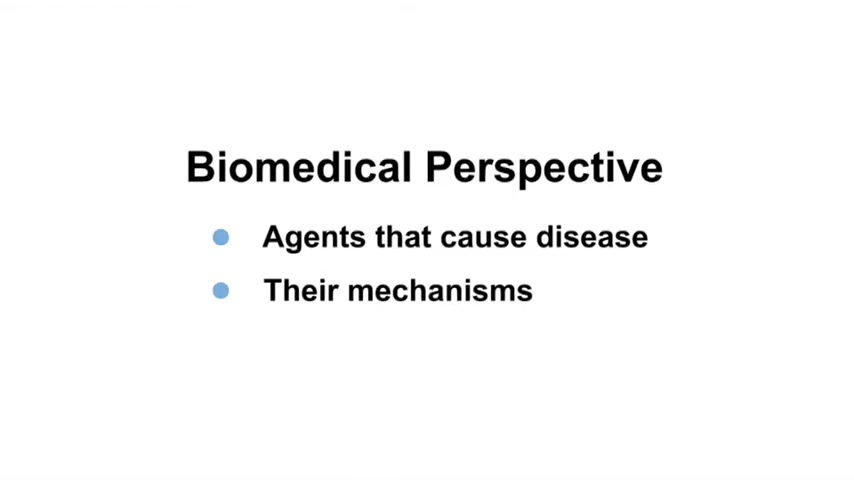 Biomedical Perspective
Agents that cause disease
Their mechanisms